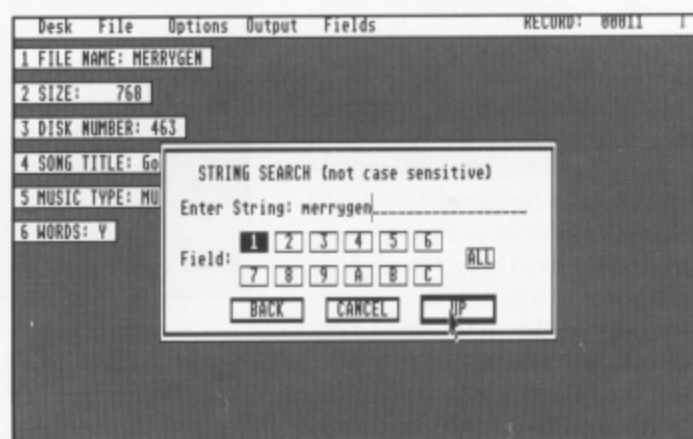 Desk File Options Output Fields RECORD: 00011
1 FILE NAME: MERRYGEN
2 SIZE: 768
3 DISK NUMBER: 463
4 SONG TITLE: Go
5 MUSIC TYPE: MU
6 WORDS: Y
STRING SEARCH (not case sensitive)
Enter String: merrygen
Field: 1 2 3 4 5 6
7 8 9 A B C
ALL
BACK CANCEL UP